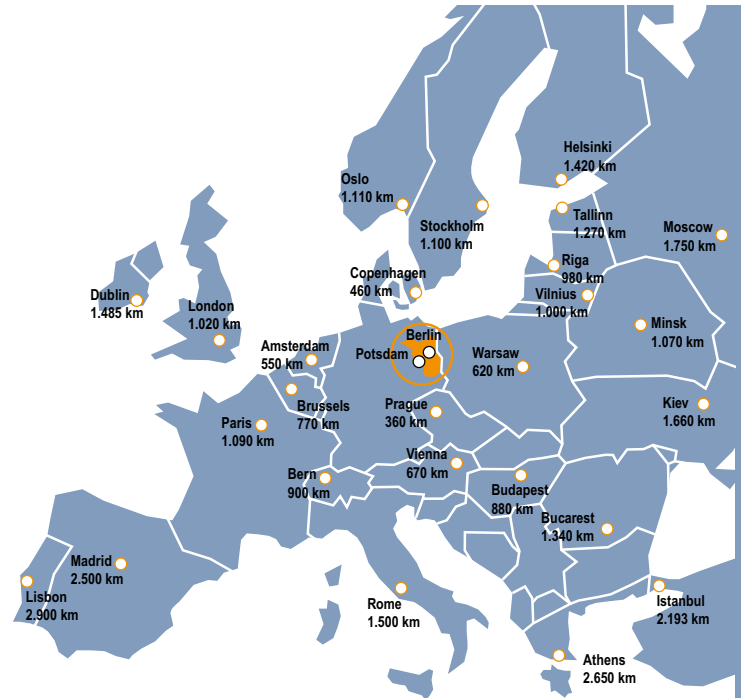 Helsinki
1.420 km
Oslo
1.110 km
Stockholm
1.100 km
Tallinn
1.270 km
Moscow
1.750 km
Riga
980 km
Copenhagen
460 km
Vilnius
1.000 km
Dublin
1.485 km
London
1.020 km
Minsk
1.070 km
Berlin
Potsdam
Amsterdam
550 km
Warsaw
620 km
Brussels
770 km
Prague
360 km
Kiev
1.660 km
Paris
1.090 km
Vienna
670 km
Bern
900 km
Budapest
880 km
Bucarest
1.340 km
Madrid
2.500 km
Lisbon
2.900 km
Rome
1.500 km
Istanbul
2.193 km
Athens
2.650 km